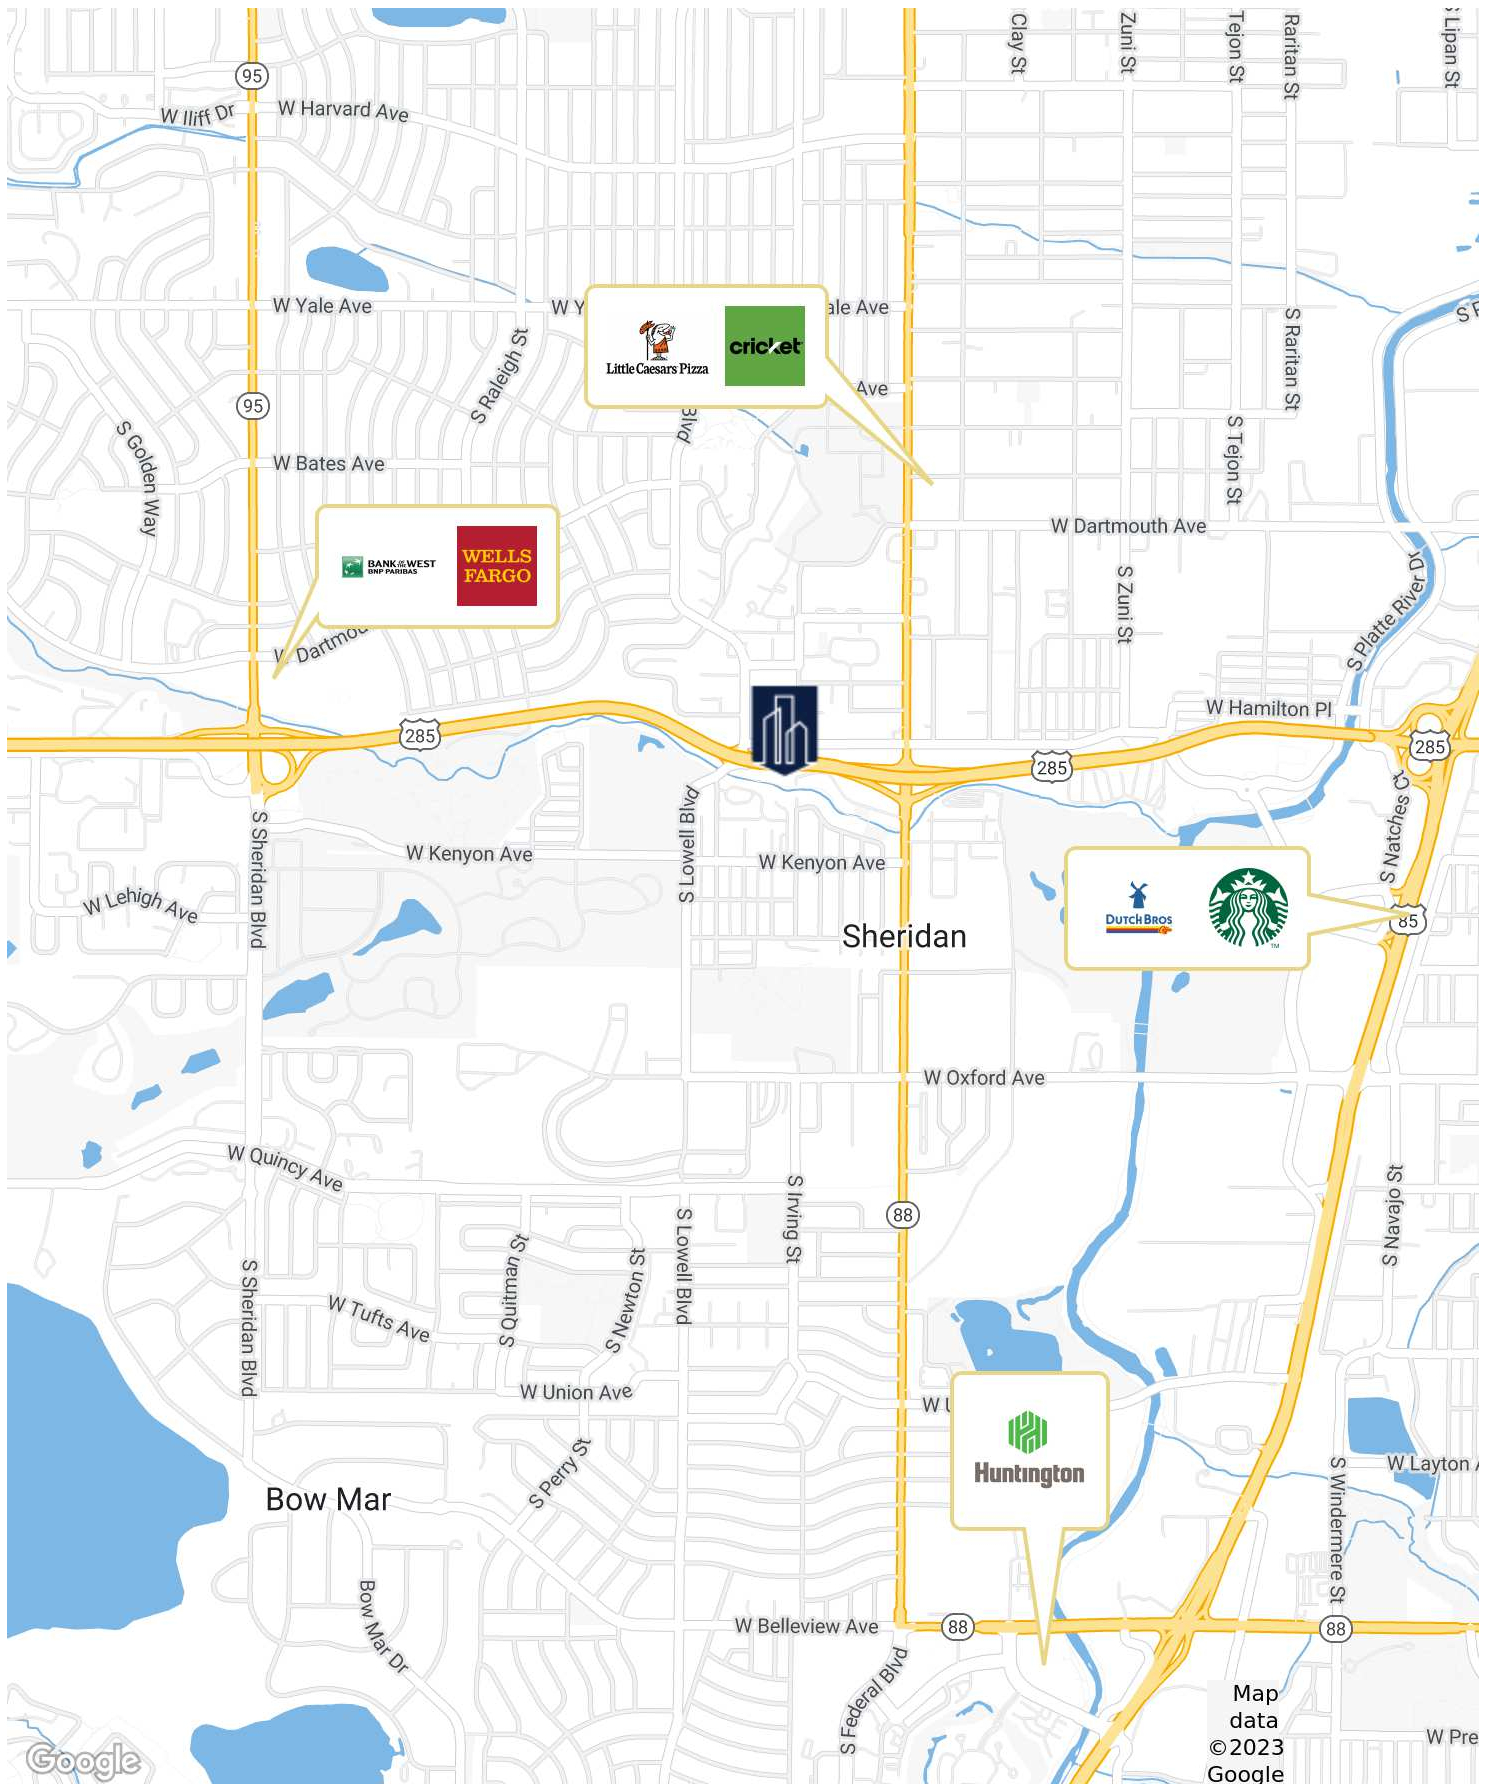 Clay St
Zuni St
Tejon St
Raritan St
S Lipan St
95
W Iliff Dr
W Harvard Ave
W Yale Ave
W Y
ale Ave
S F
Little Caesars Pizza
cricket
S Raleigh St
S Raritan St
Ave
95
Blvd
S Golden Way
W Bates Ave
S Tejon St
W Dartmouth Ave
BANK OF THE WEST
BNP PARIBAS
WELLS
FARGO
S Zuni St
S Platte River Dr
W Dartmou
W Hamilton Pl
285
285
285
S Natches Ct
S Sheridan Blvd
S Lowell Blvd
W Kenyon Ave
W Kenyon Ave
W Lehigh Ave
DUTCH BROS
TM
85
Sheridan
W Oxford Ave
W Quincy Ave
S Irving St
S Navajo St
88
S Lowell Blvd
S Quitman St
S Newton St
S Sheridan Blvd
W Tufts Ave
W Union Ave
W U
Huntington
S Perry St
W Layton A
S Windermere St
Bow Mar
Bow Mar Dr
W Belleview Ave
88
88
S Federal Blvd
Map
data
©2023
Google
W Pre
Google